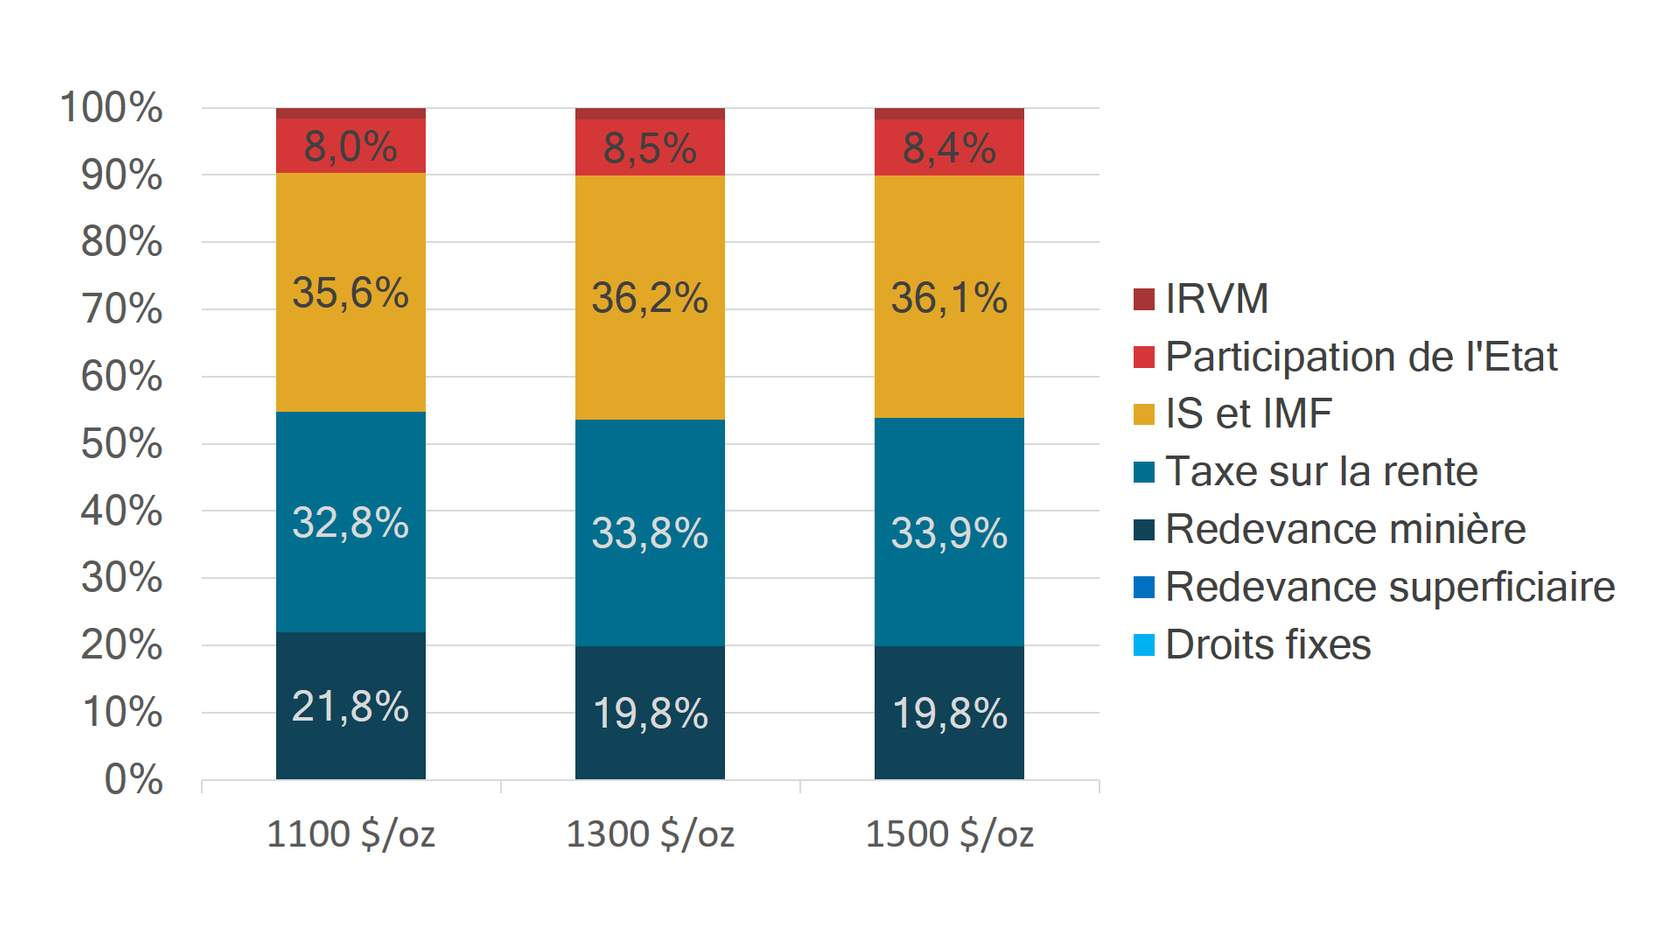 100%
90%
80%
70%
60%
50%
40%
30%
20%
10%
0%
8,0%
8,5%
8,4%
35,6%
36,2%
36,1%
32,8%
33,8%
33,9%
21,8%
19,8%
19,8%
1100 $/oz
1300 $/oz
1500 $/oz
IRVM
Participation de l'Etat
IS et IMF
Taxe sur la rente
Redevance minière
Redevance superficiaire
Droits fixes